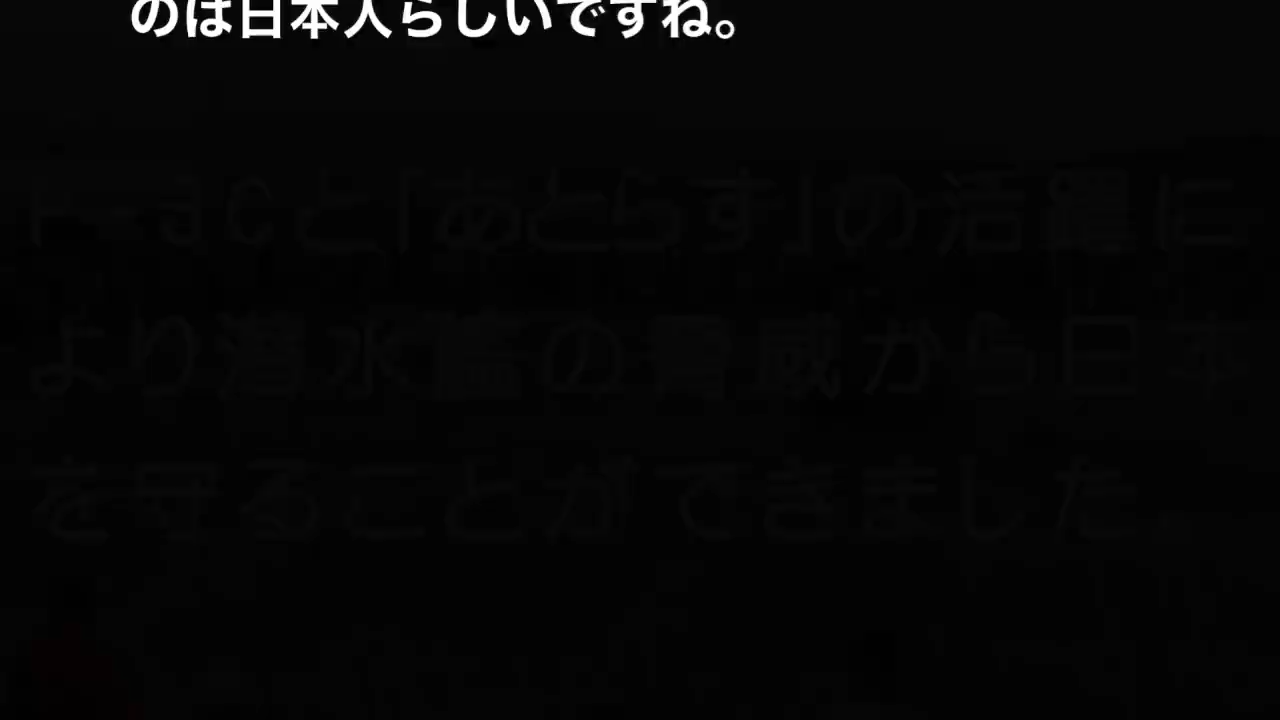 のは日本人らしいですね。
と「あとらす」の活躍に
より潜水艦の脅威から日本
を守ることができました